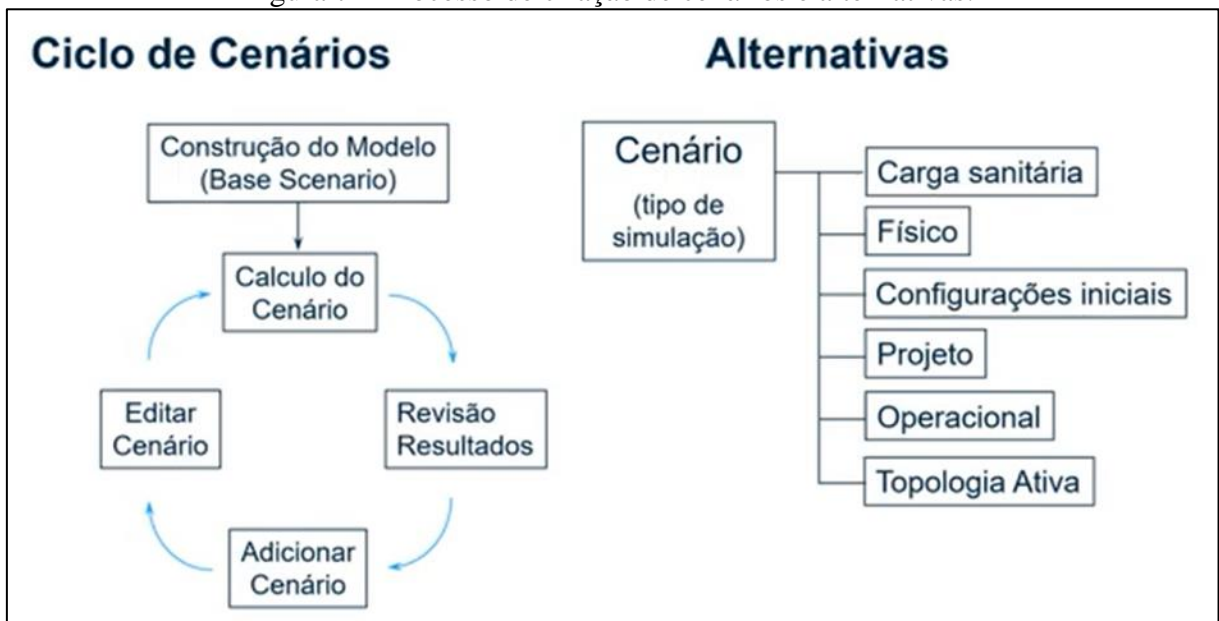 Ciclo de Cenários
Construção do Modelo
(Base Scenario)
Calculo do
Cenário
Revisão
Resultados
Adicionar
Cenário
Editar
Cenário
Alternativas
Cenário
(tipo de
simulação)
Carga sanitária
Físico
Configurações iniciais
Projeto
Operacional
Topologia Ativa